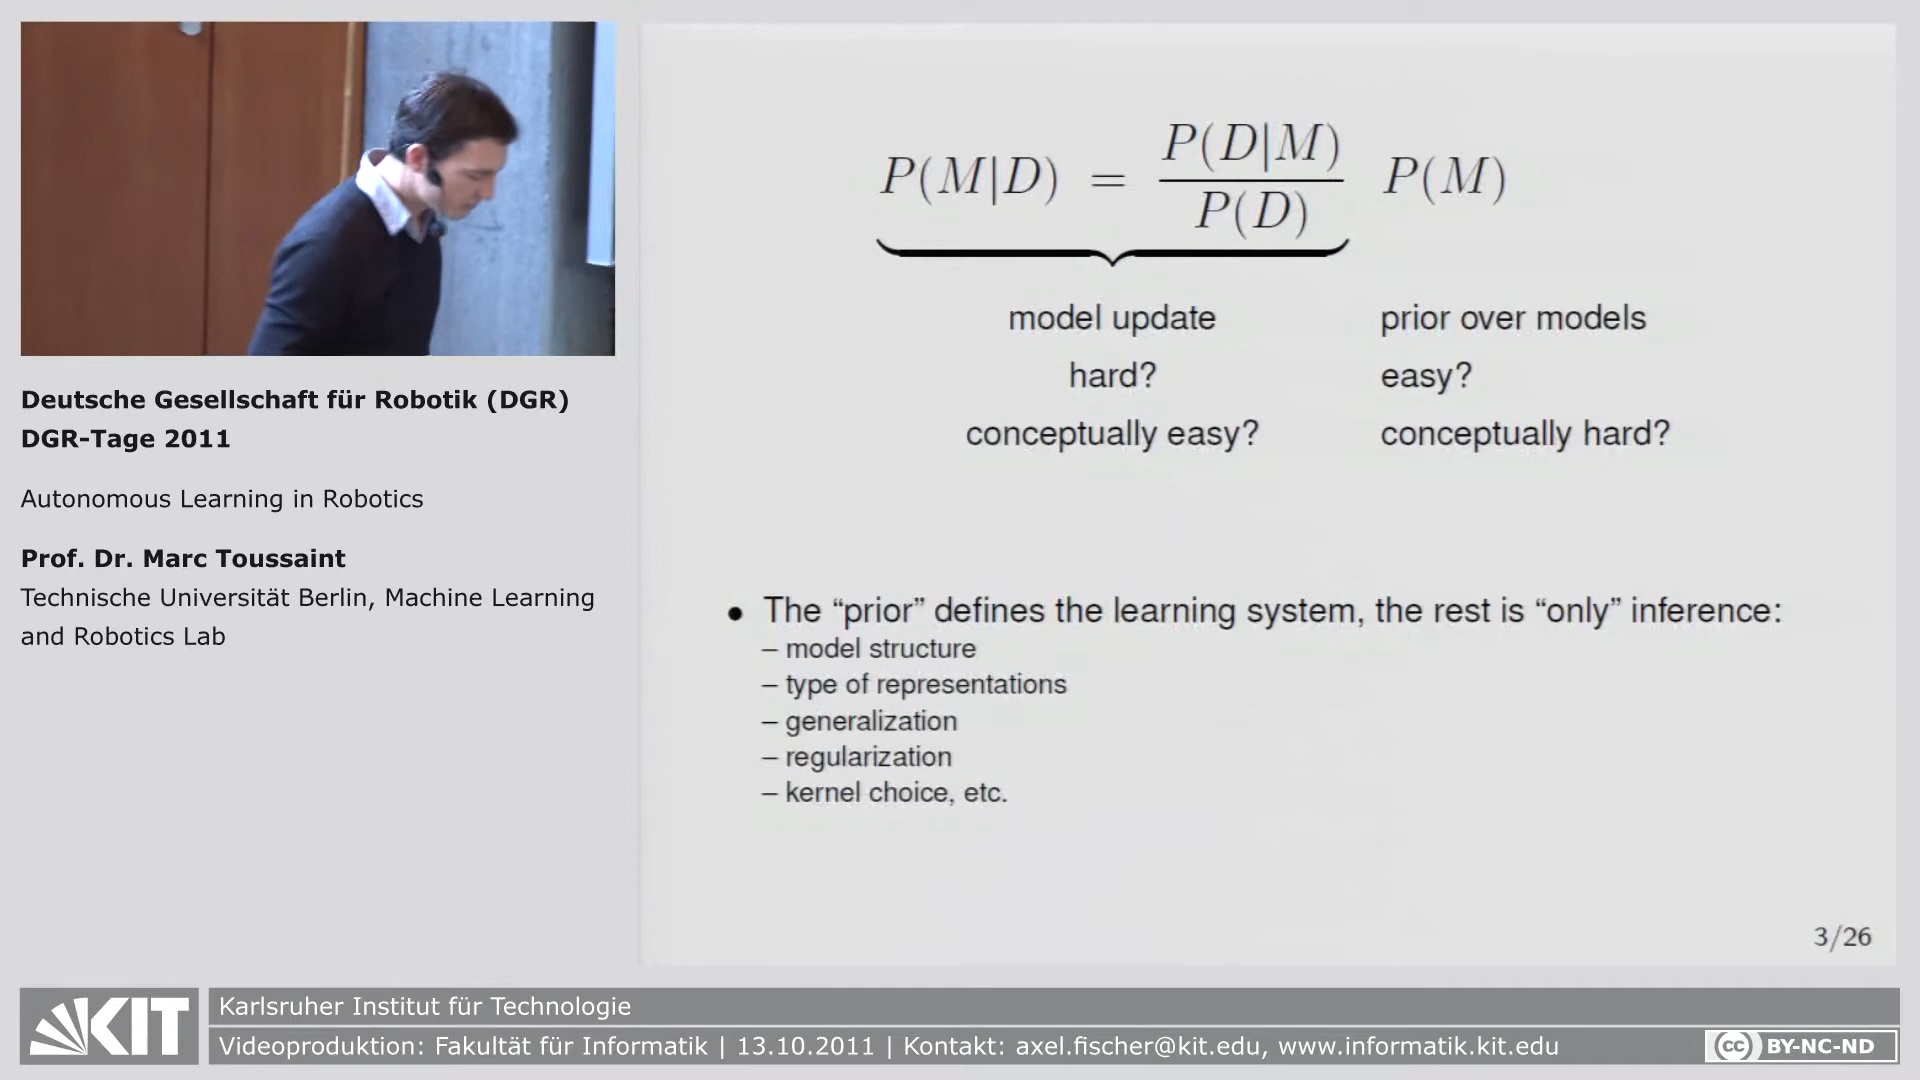 P(M|D) = P(D|M) / P(D) P(M)
model update prior over models
hard? easy?
conceptually easy? conceptually hard?
• The “prior” defines the learning system, the rest is “only” inference:
– model structure
– type of representations
– generalization
– regularization
– kernel choice, etc.
3/26
Deutsche Gesellschaft für Robotik (DGR)
DGR-Tage 2011
Autonomous Learning in Robotics
Prof. Dr. Marc Toussaint
Technische Universität Berlin, Machine Learning
and Robotics Lab
KIT
Karlsruher Institut für Technologie
Videoproduktion: Fakultät für Informatik | 13.10.2011 | Kontakt: axel.fischer@kit.edu, www.informatik.kit.edu
cc BY-NC-ND